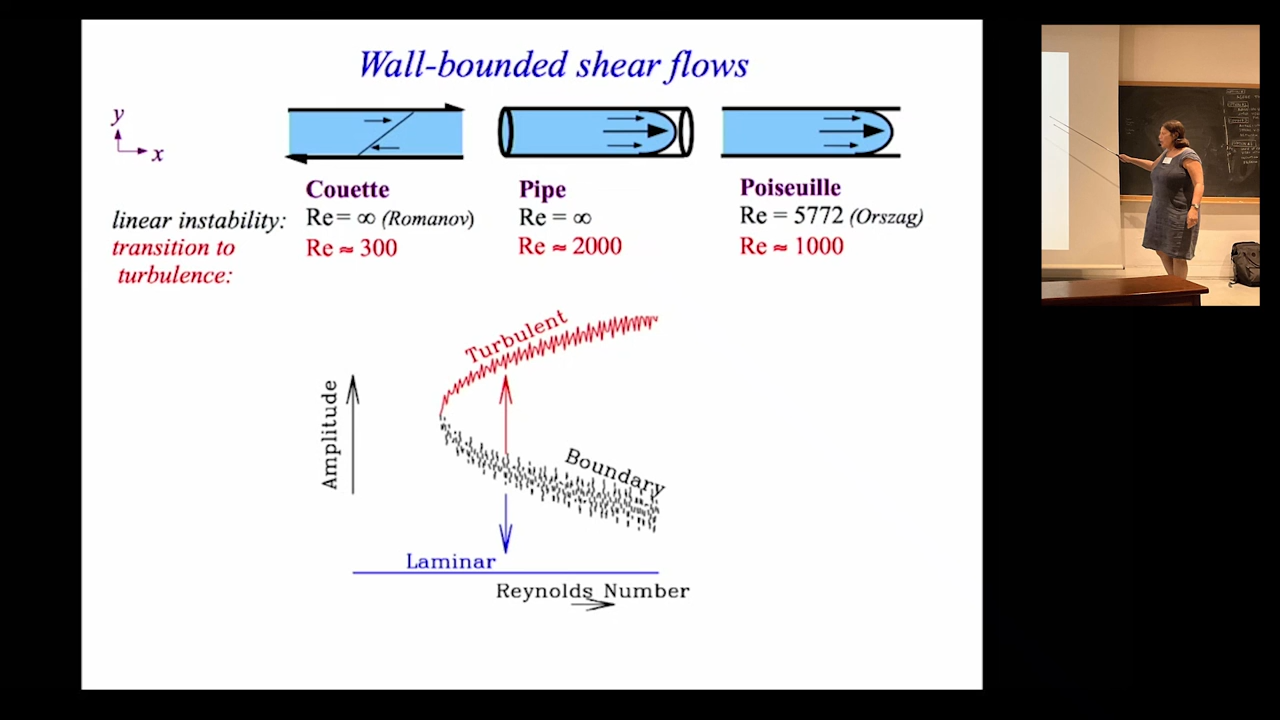 Wall-bounded shear flows
y
x
Couette
Pipe
Poiseuille
linear instability: Re = ∞ (Romanov)
Re = ∞
Re = 5772 (Orszag)
transition to turbulence:
Re ≈ 300
Re ≈ 2000
Re ≈ 1000
Turbulent
Amplitude
Boundary
Laminar
Reynolds Number